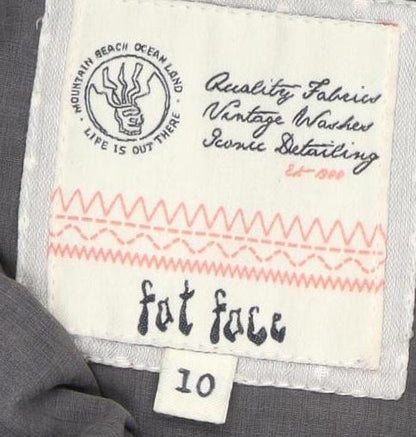 MOUNTAIN BEACH OCEAN LAND
LIFE IS OUT THERE
Quality Fabrics
Vintage Washes
Iconic Detailing
fat face
10